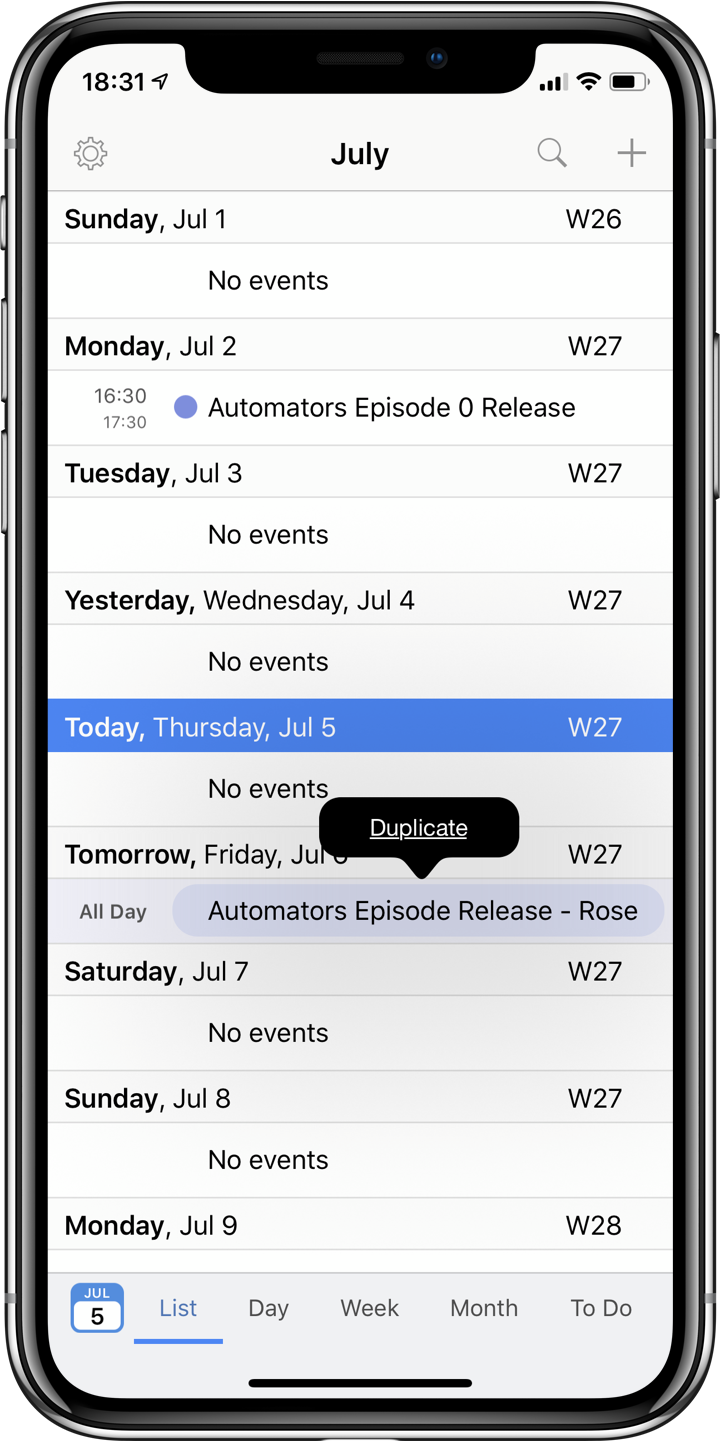 18:31
July
Sunday, Jul 1 W26
No events
Monday, Jul 2 W27
16:30
17:30
Automators Episode 0 Release
Tuesday, Jul 3 W27
No events
Yesterday, Wednesday, Jul 4 W27
No events
Today, Thursday, Jul 5 W27
No events
Duplicate
Tomorrow, Friday, Jul 6 W27
All Day Automators Episode Release - Rose
Saturday, Jul 7 W27
No events
Sunday, Jul 8 W27
No events
Monday, Jul 9 W28
JUL
5
List Day Week Month To Do